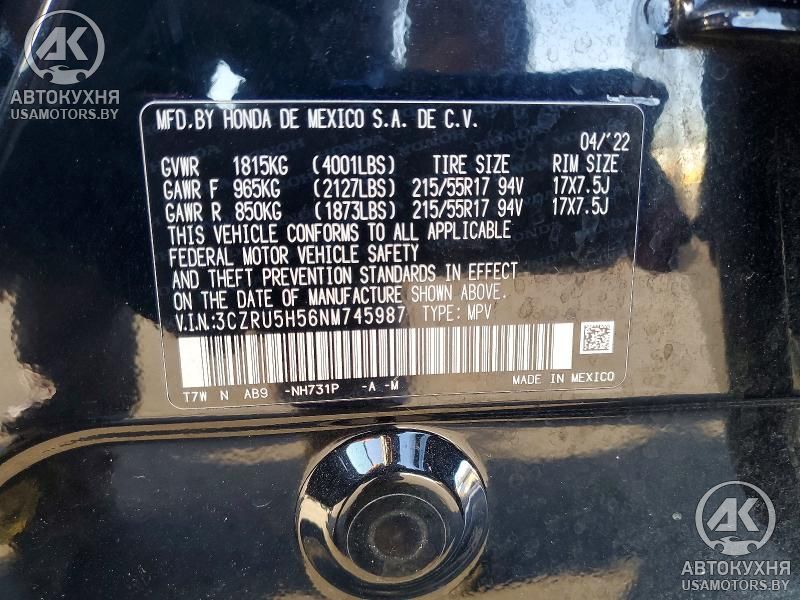 АК
АВТОКУХНЯ
USAMOTORS.BY
MFD.BY HONDA DE MEXICO S.A. DE C.V.
04/'22
GVWR 1815KG (4001LBS) TIRE SIZE RIM SIZE
GAWR F 965KG (2127LBS) 215/55R17 94V 17X7.5J
GAWR R 850KG (1873LBS) 215/55R17 94V 17X7.5J
THIS VEHICLE CONFORMS TO ALL APPLICABLE
FEDERAL MOTOR VEHICLE SAFETY
AND THEFT PREVENTION STANDARDS IN EFFECT
ON THE DATE OF MANUFACTURE SHOWN ABOVE.
V.I.N:3CZRU5H56NM745987 TYPE: MPV
T7W N AB9 -NH731P -A -M MADE IN MEXICO
АК
АВТОКУХНЯ
USAMOTORS.BY